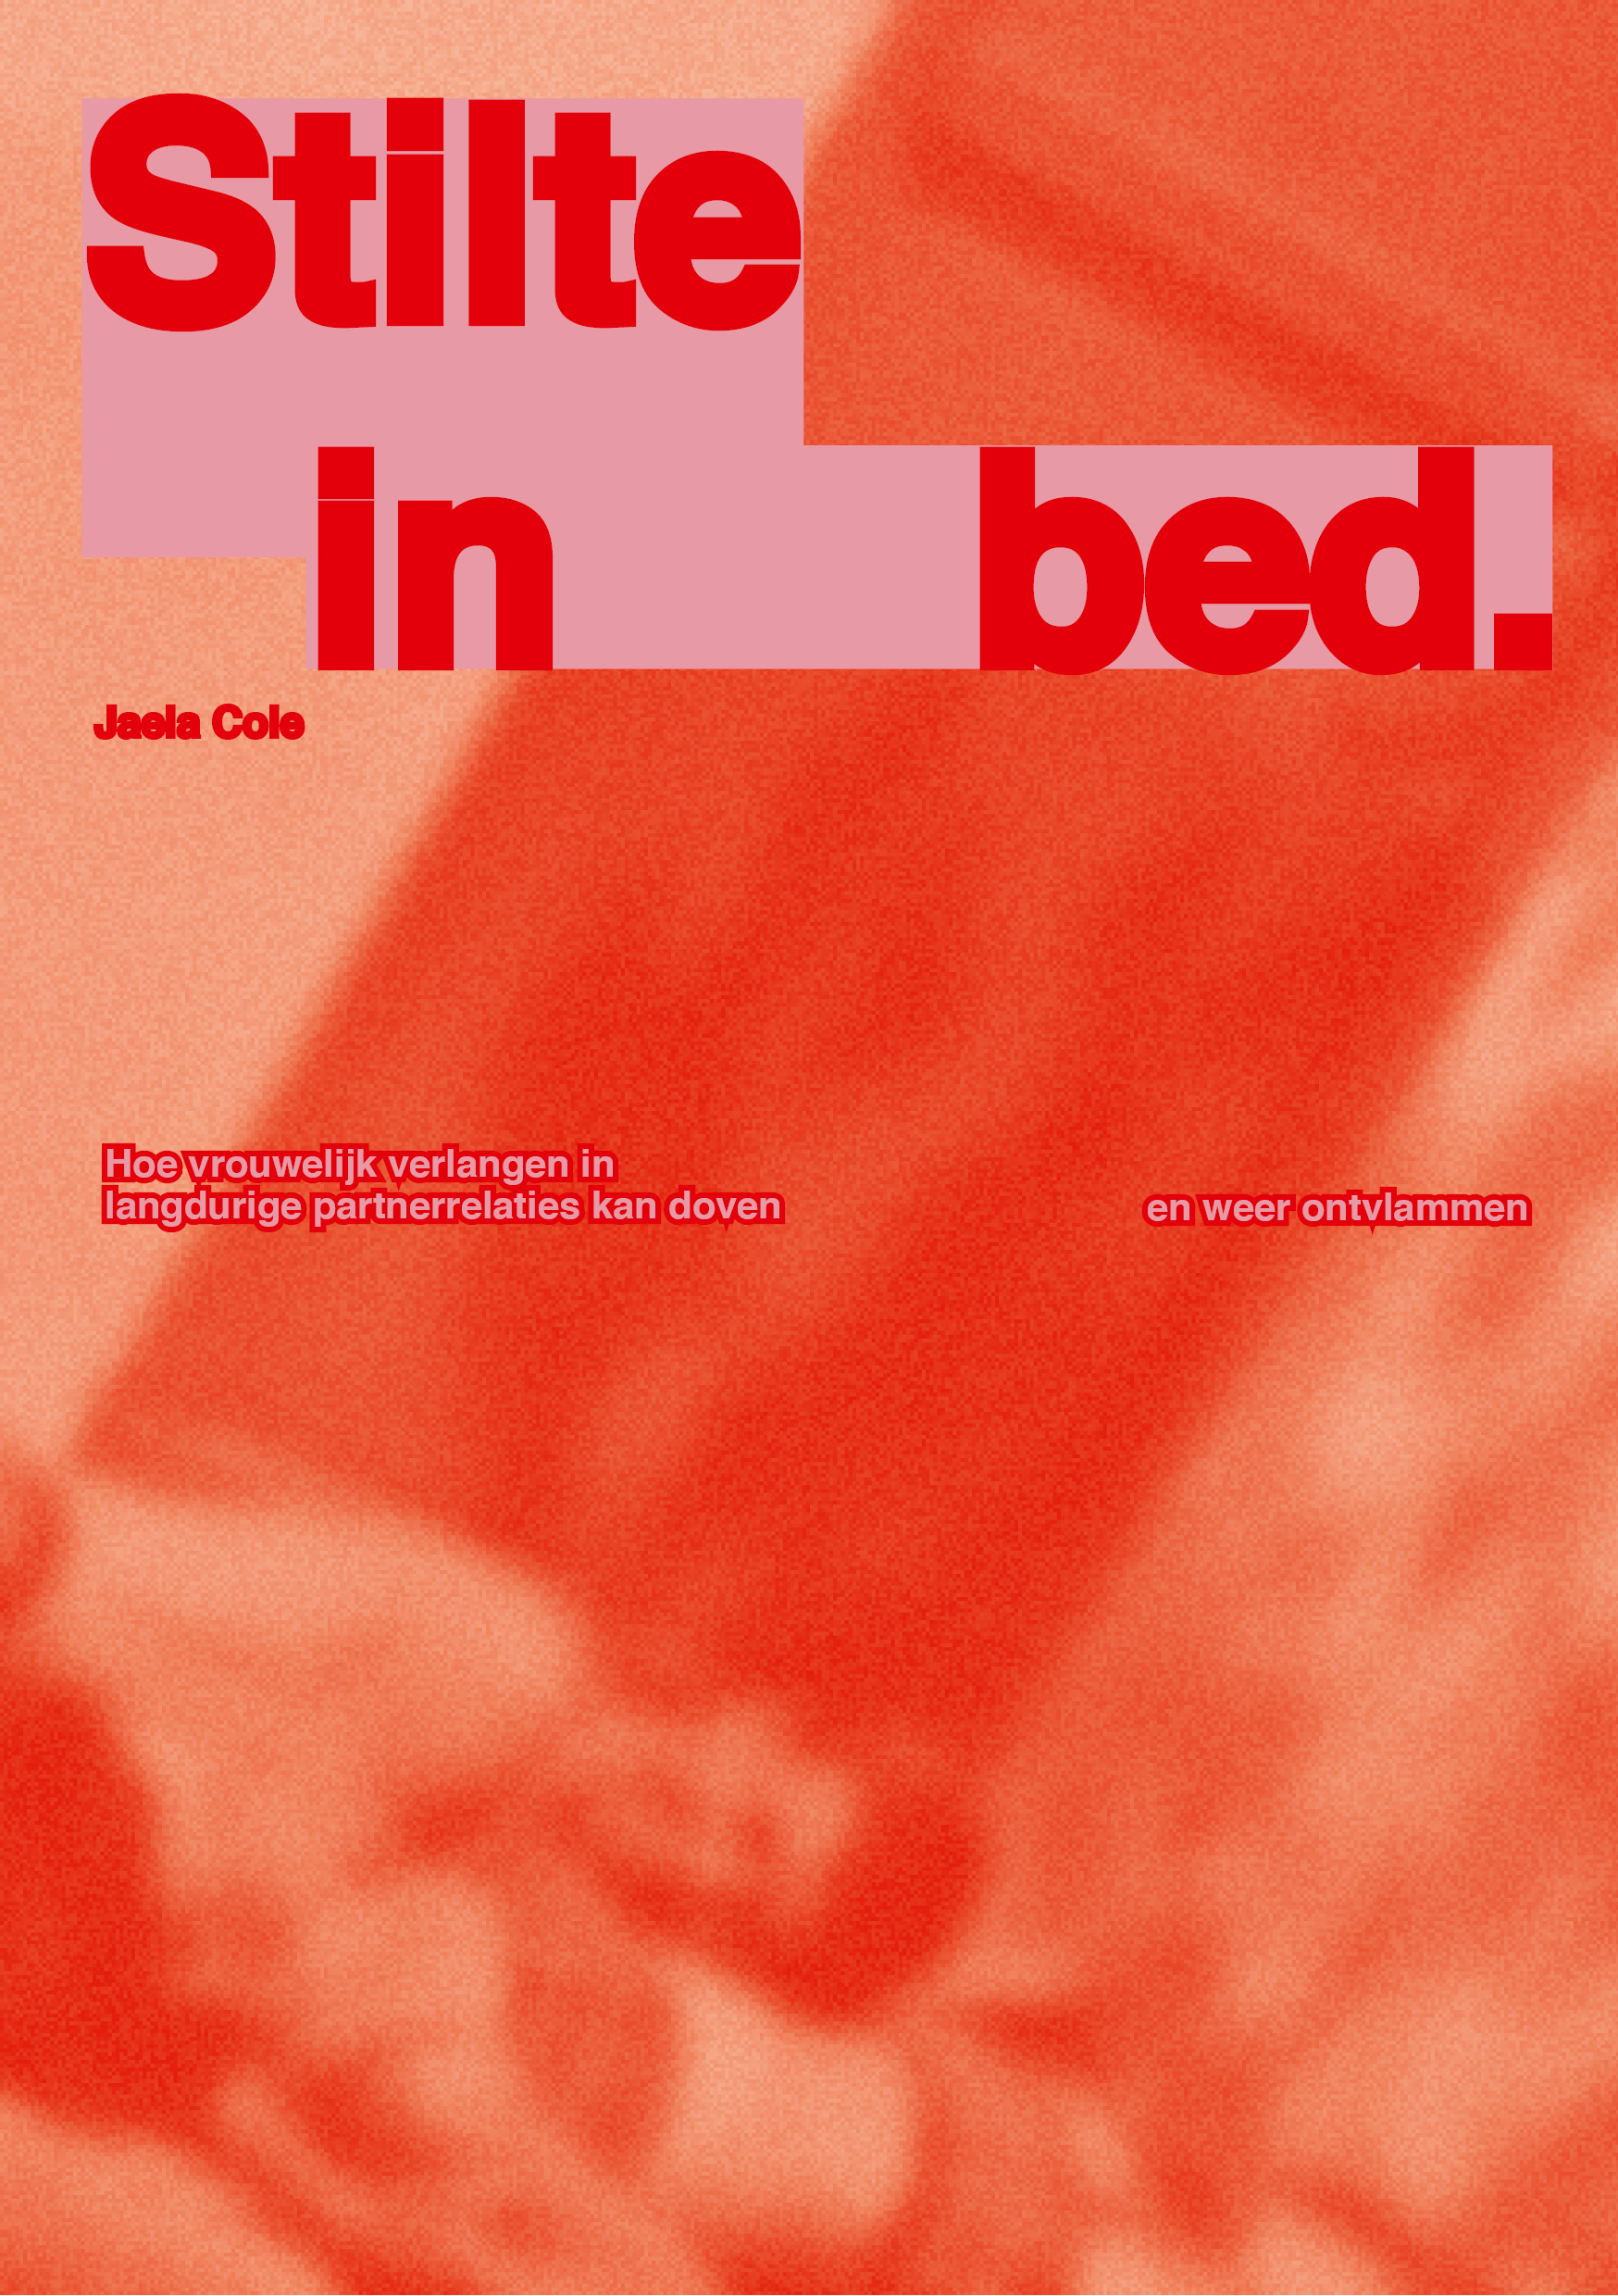 Stilte
in bed.
Jaela Cole
Hoe vrouwelijk verlangen in
langdurige partnerrelaties kan doven
en weer ontvlammen